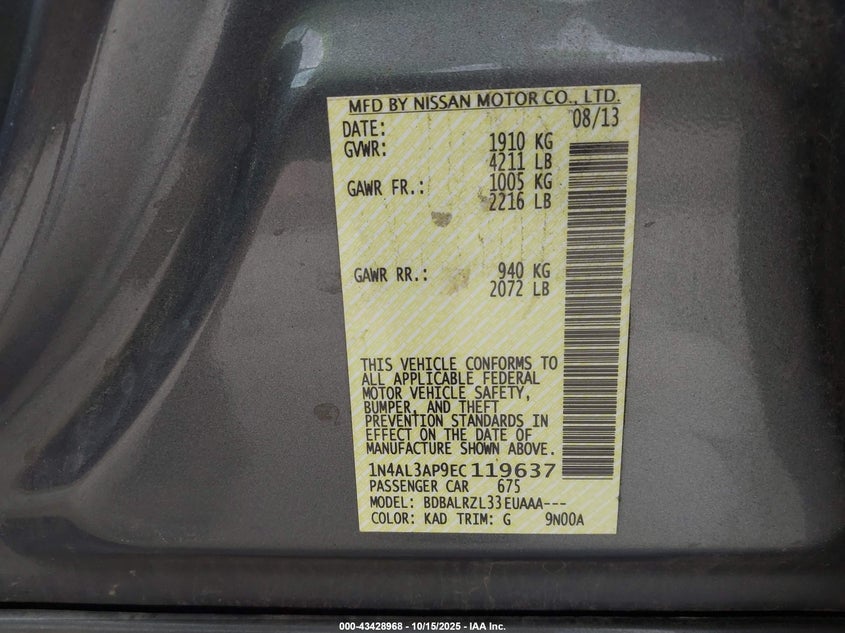 MFD BY NISSAN MOTOR CO., LTD.
DATE: 08/13
GVWR: 1910 KG
4211 LB
GAWR FR.: 1005 KG
2216 LB
GAWR RR.: 940 KG
2072 LB
THIS VEHICLE CONFORMS TO
ALL APPLICABLE FEDERAL
MOTOR VEHICLE SAFETY,
BUMPER, AND THEFT
PREVENTION STANDARDS IN
EFFECT ON THE DATE OF
MANUFACTURE SHOWN ABOVE.
1N4AL3AP9EC119637
PASSENGER CAR 675
MODEL: BDBALRZL33EUAAA---
COLOR: KAD TRIM: G 9N00A
000-43428968 - 10/15/2025 - IAA Inc.